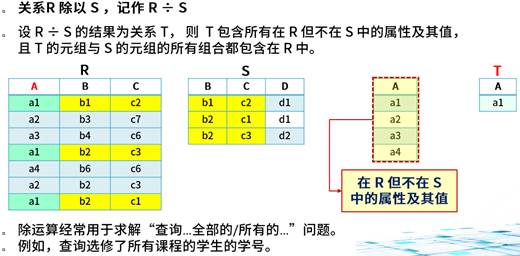 。 关系R 除以 S ，记作 R ÷ S
。 设 R ÷ S 的结果为关系 T， 则 T 包含所有在 R 但不在 S 中的属性及其值，
且 T 的元组与 S 的元组的所有组合都包含在 R 中。
R S T
A B C B C D A A
a1 b1 c2 b1 c2 d1 a1 a1
a2 b3 c7 b2 c1 d1 a2
a3 b4 c6 b2 c3 d2 a3
a1 b2 c3 a4
a4 b6 c6
a2 b2 c3
a1 b2 c1
在 R 但不在 S
中的属性及其值
。 除运算经常用于求解“查询...全部的/所有的...”问题。
。 例如，查询选修了所有课程的学生的学号。